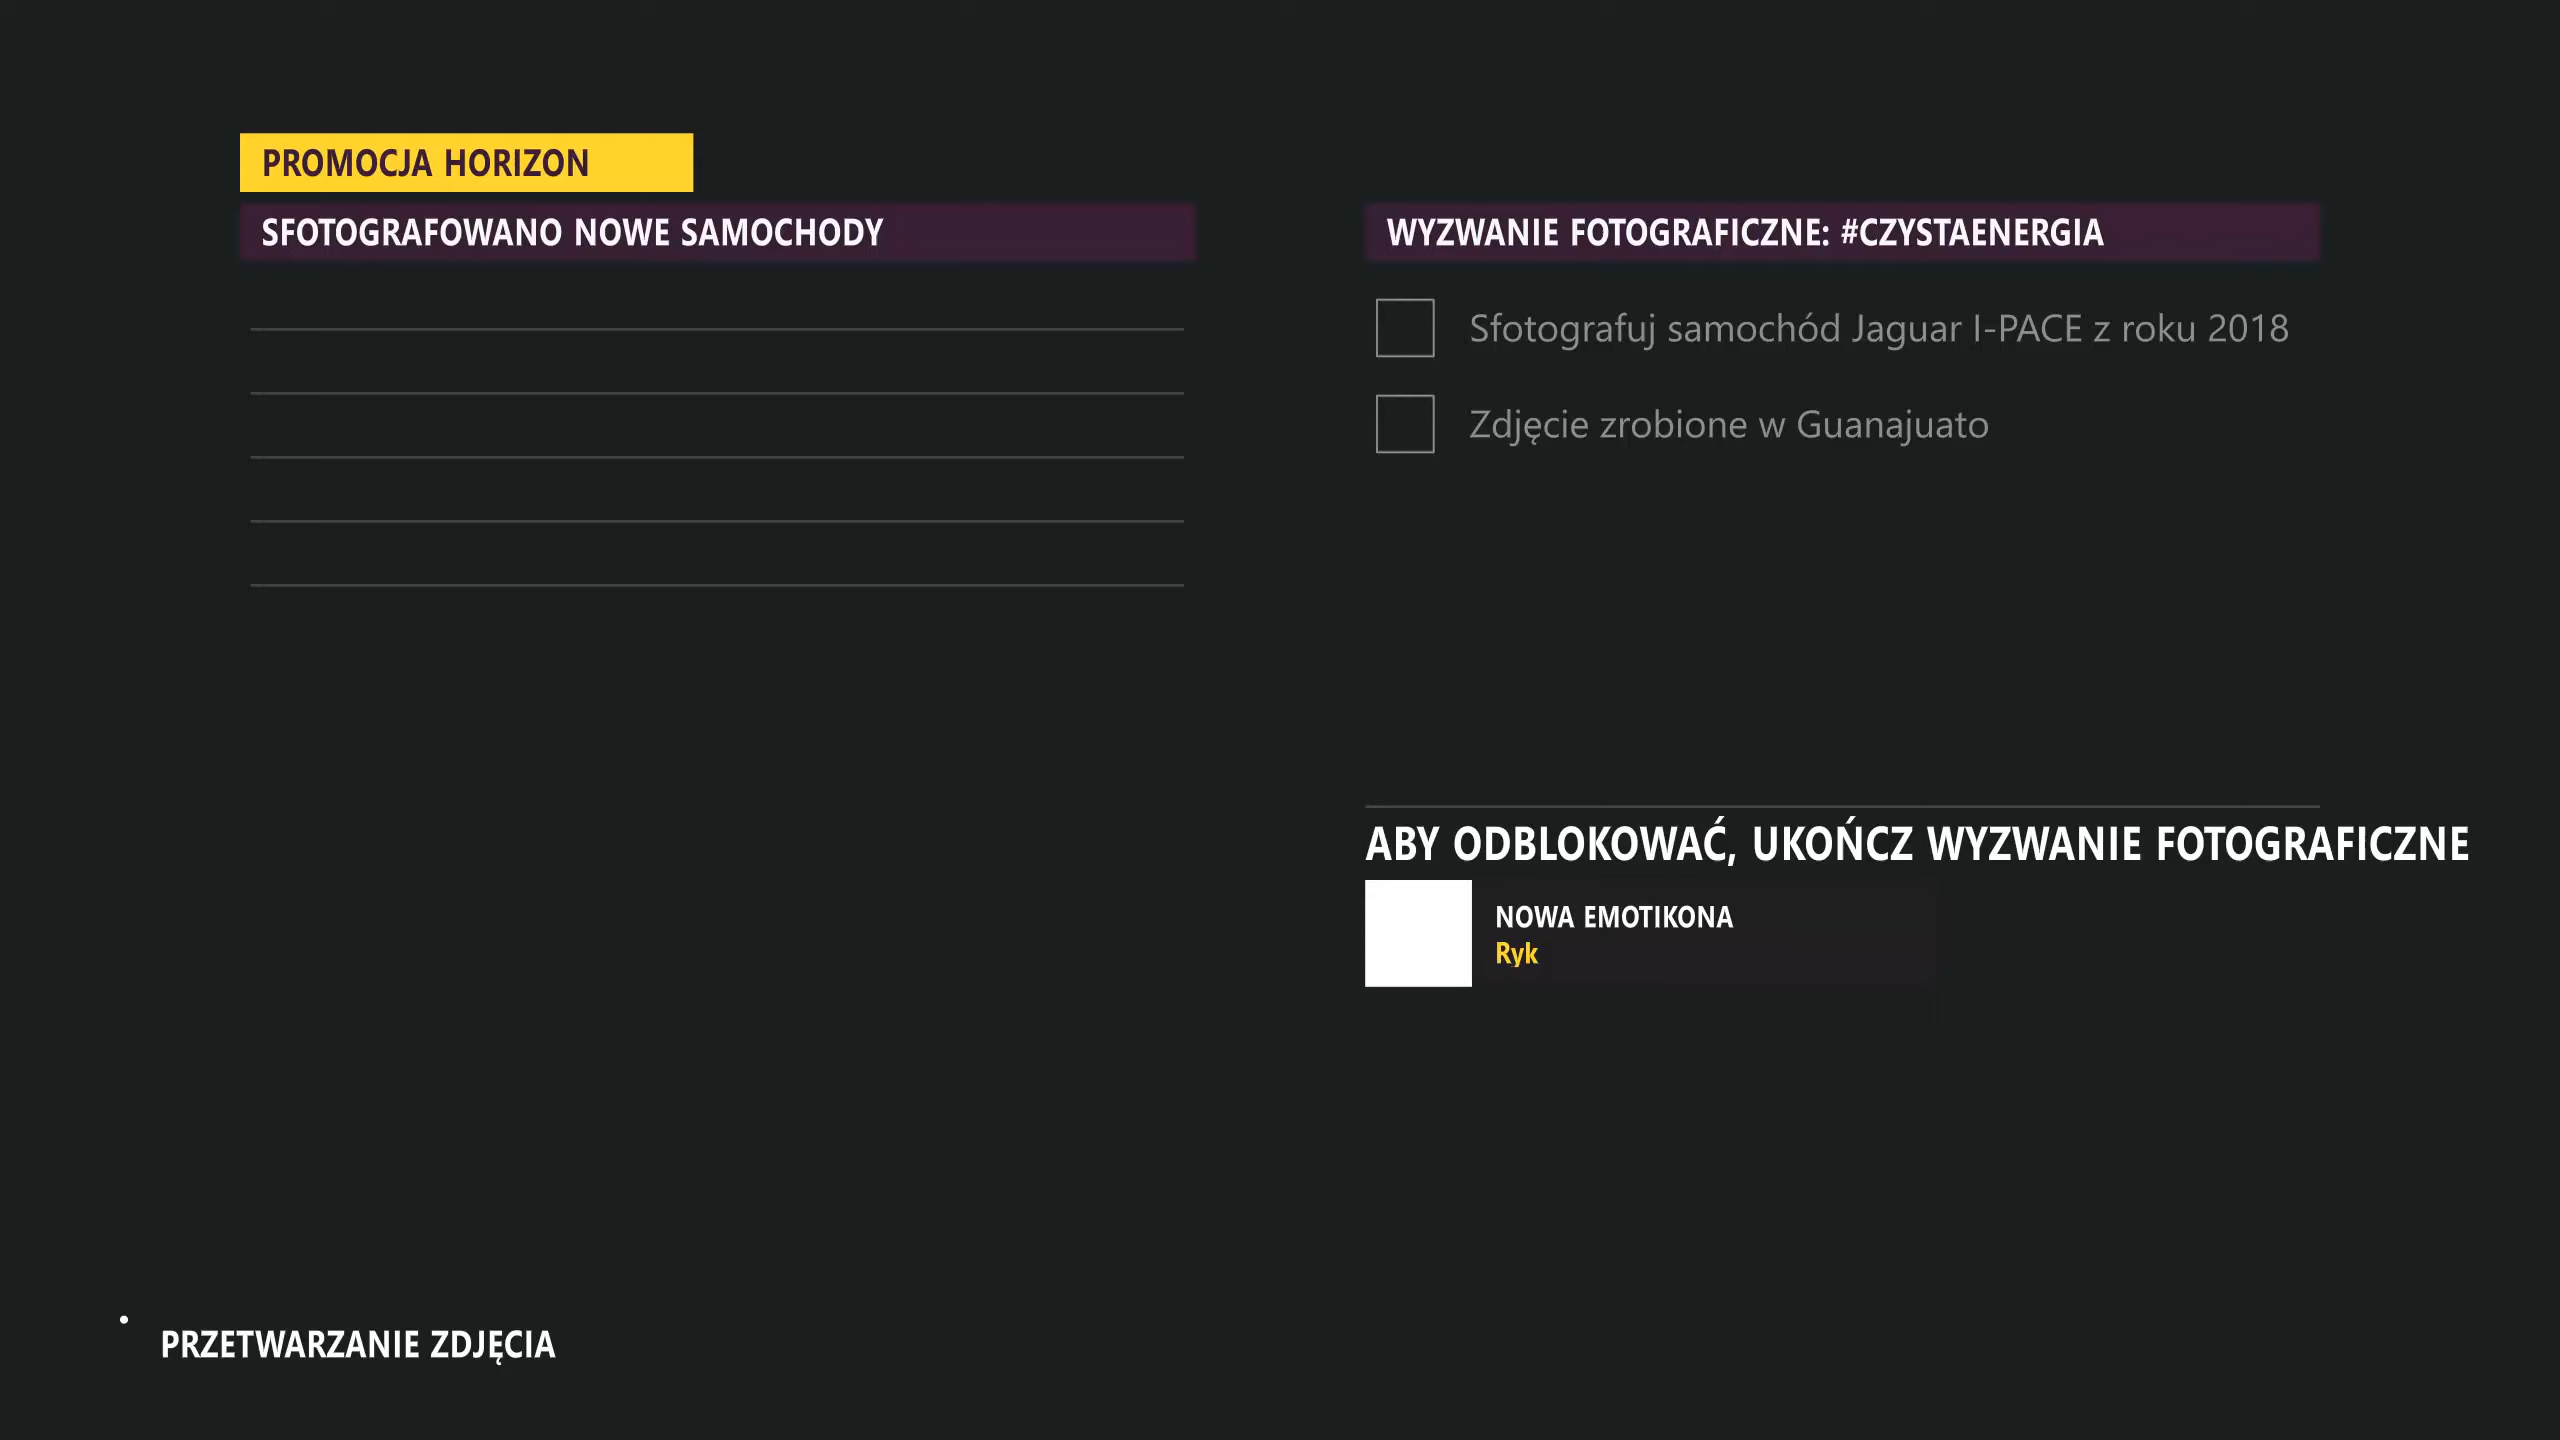 PROMOCJA HORIZON
SFOTOGRAFOWANO NOWE SAMOCHODY
WYZWANIE FOTOGRAFICZNE: #CZYSTAENERGIA
Sfotografuj samochód Jaguar I-PACE z roku 2018
Zdjęcie zrobione w Guanajuato
ABY ODBLOKOWAĆ, UKOŃCZ WYZWANIE FOTOGRAFICZNE
NOWA EMOTIKONA
Ryk
PRZETWARZANIE ZDJĘCIA